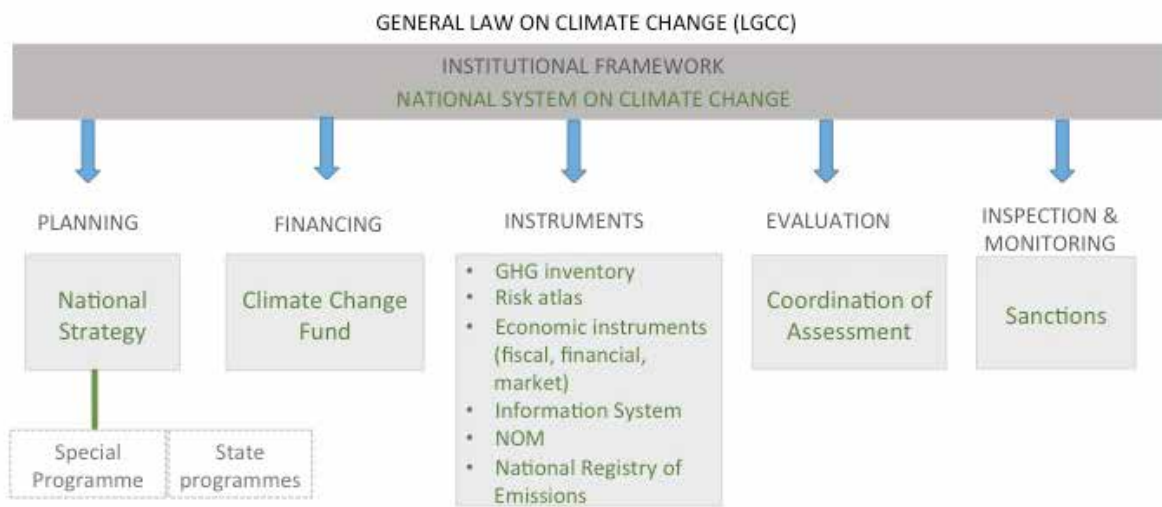 GENERAL LAW ON CLIMATE CHANGE (LGCC)
INSTITUTIONAL FRAMEWORK
NATIONAL SYSTEM ON CLIMATE CHANGE
PLANNING
National
Strategy
Special
Programme
State
programmes
FINANCING
Climate Change
Fund
INSTRUMENTS
• GHG inventory
• Risk atlas
• Economic instruments
(fiscal, financial,
market)
• Information System
• NOM
• National Registry of
Emissions
EVALUATION
Coordination of
Assessment
INSPECTION &
MONITORING
Sanctions